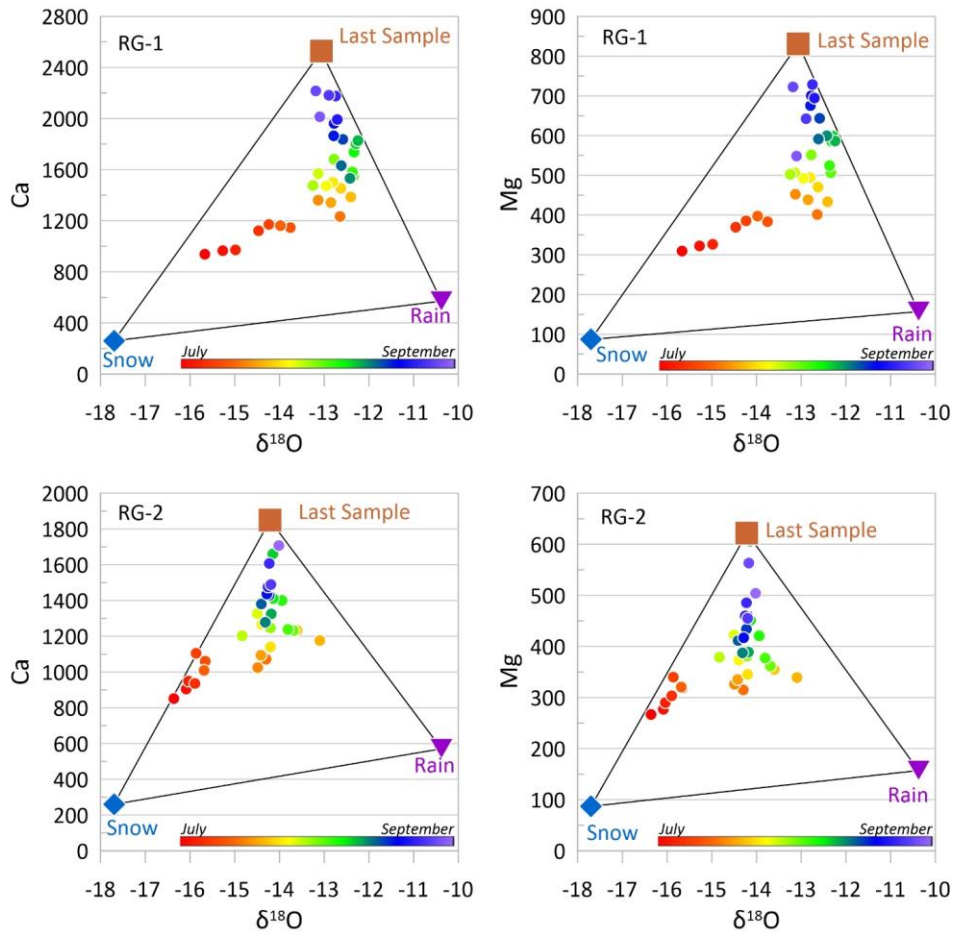 2800
2400
2000
1600
1200
800
400
0
Ca
RG-1
Last Sample
Rain
Snow
July
September
-18 -17 -16 -15 -14 -13 -12 -11 -10
δ¹⁸O
900
800
700
600
500
400
300
200
100
0
Mg
RG-1
Last Sample
Rain
Snow
July
September
-18 -17 -16 -15 -14 -13 -12 -11 -10
δ¹⁸O
2000
1800
1600
1400
1200
1000
800
600
400
200
0
Ca
RG-2
Last Sample
Rain
Snow
July
September
-18 -17 -16 -15 -14 -13 -12 -11 -10
δ¹⁸O
700
600
500
400
300
200
100
0
Mg
RG-2
Last Sample
Rain
Snow
July
September
-18 -17 -16 -15 -14 -13 -12 -11 -10
δ¹⁸O